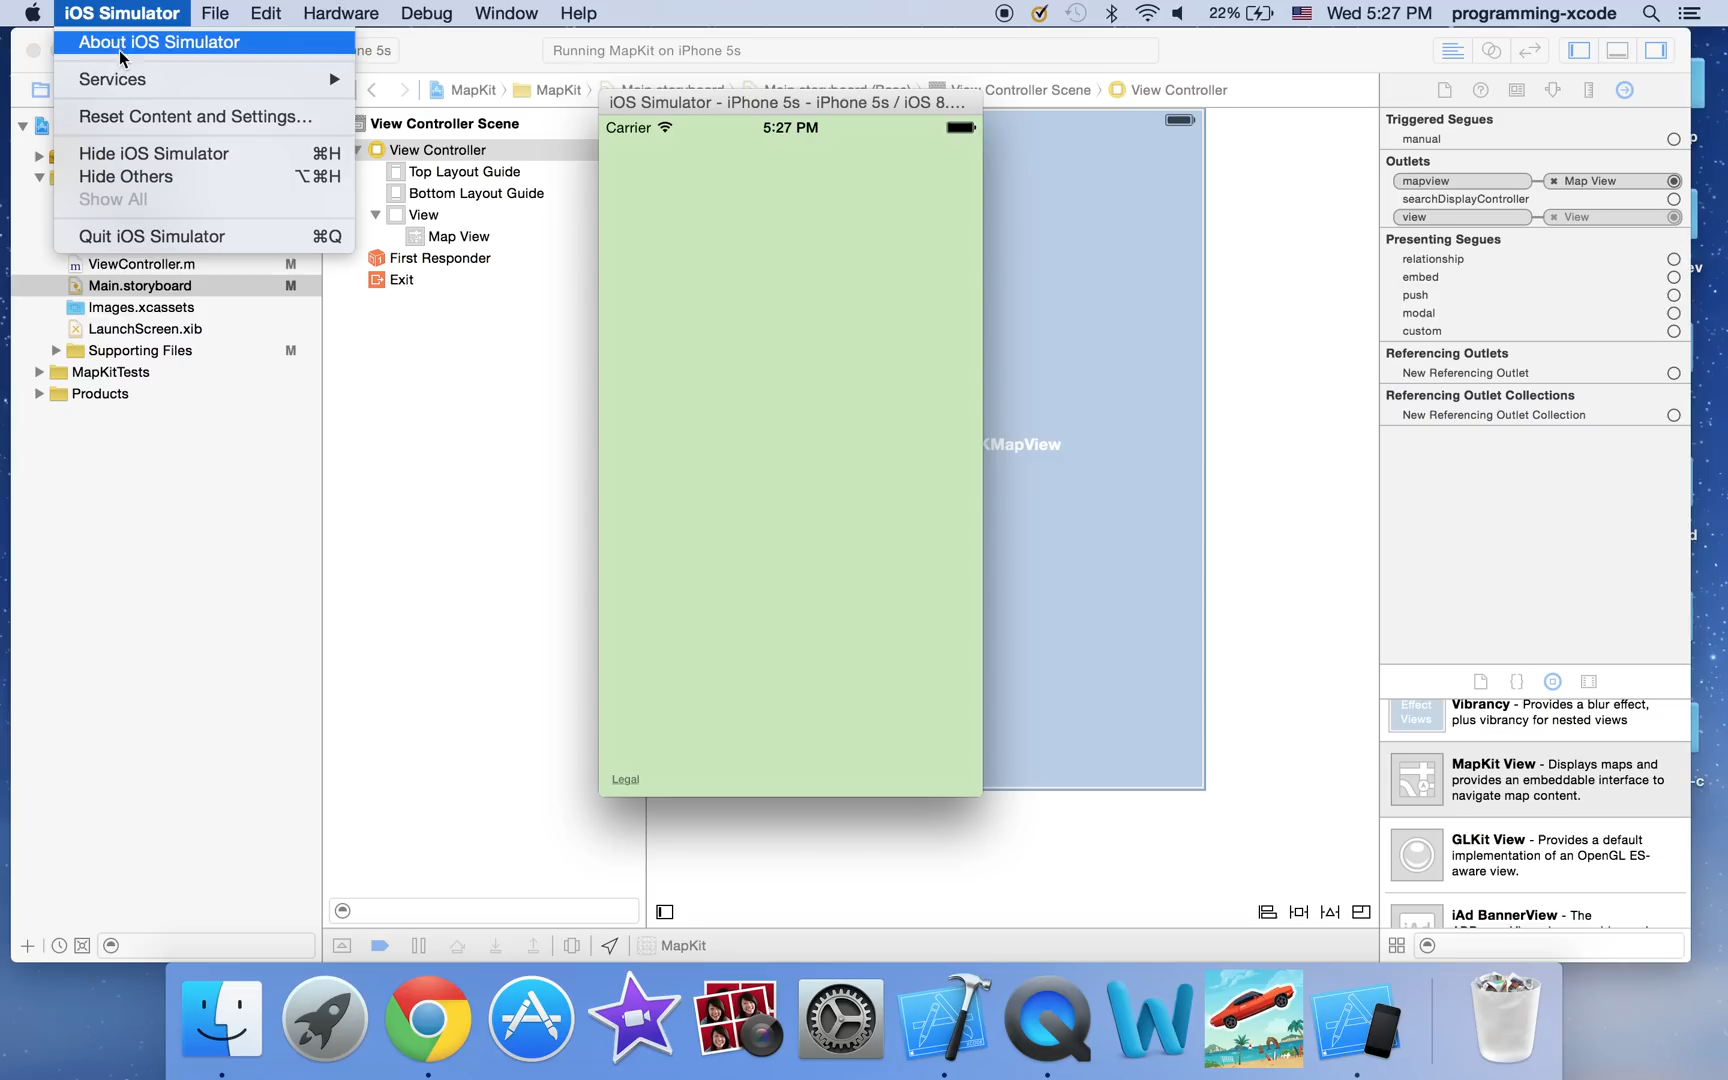 iOS Simulator File Edit Hardware Debug Window Help 22% Wed 5:27 PM programming-xcode
About iOS Simulator
Services
Reset Content and Settings...
Hide iOS Simulator ⌘H
Hide Others ⌥⌘H
Show All
Quit iOS Simulator ⌘Q
ne 5s
Running MapKit on iPhone 5s
MapKit
MapKit
View Controller Scene
View Controller
ViewController.m M
Main.storyboard M
Images.xcassets
LaunchScreen.xib
Supporting Files M
MapKitTests
Products
View Controller Scene
View Controller
Top Layout Guide
Bottom Layout Guide
View
Map View
First Responder
Exit
iOS Simulator - iPhone 5s - iPhone 5s / iOS 8....
Carrier 5:27 PM
Legal
KMapView
Triggered Segues
manual
Outlets
mapview Map View
searchDisplayController
view View
Presenting Segues
relationship
embed
push
modal
custom
Referencing Outlets
New Referencing Outlet
Referencing Outlet Collections
New Referencing Outlet Collection
Effect
Views
Vibrancy - Provides a blur effect,
plus vibrancy for nested views
MapKit View - Displays maps and
provides an embeddable interface to
navigate map content.
GLKit View - Provides a default
implementation of an OpenGL ES-
aware view.
iAd BannerView - The
MapKit